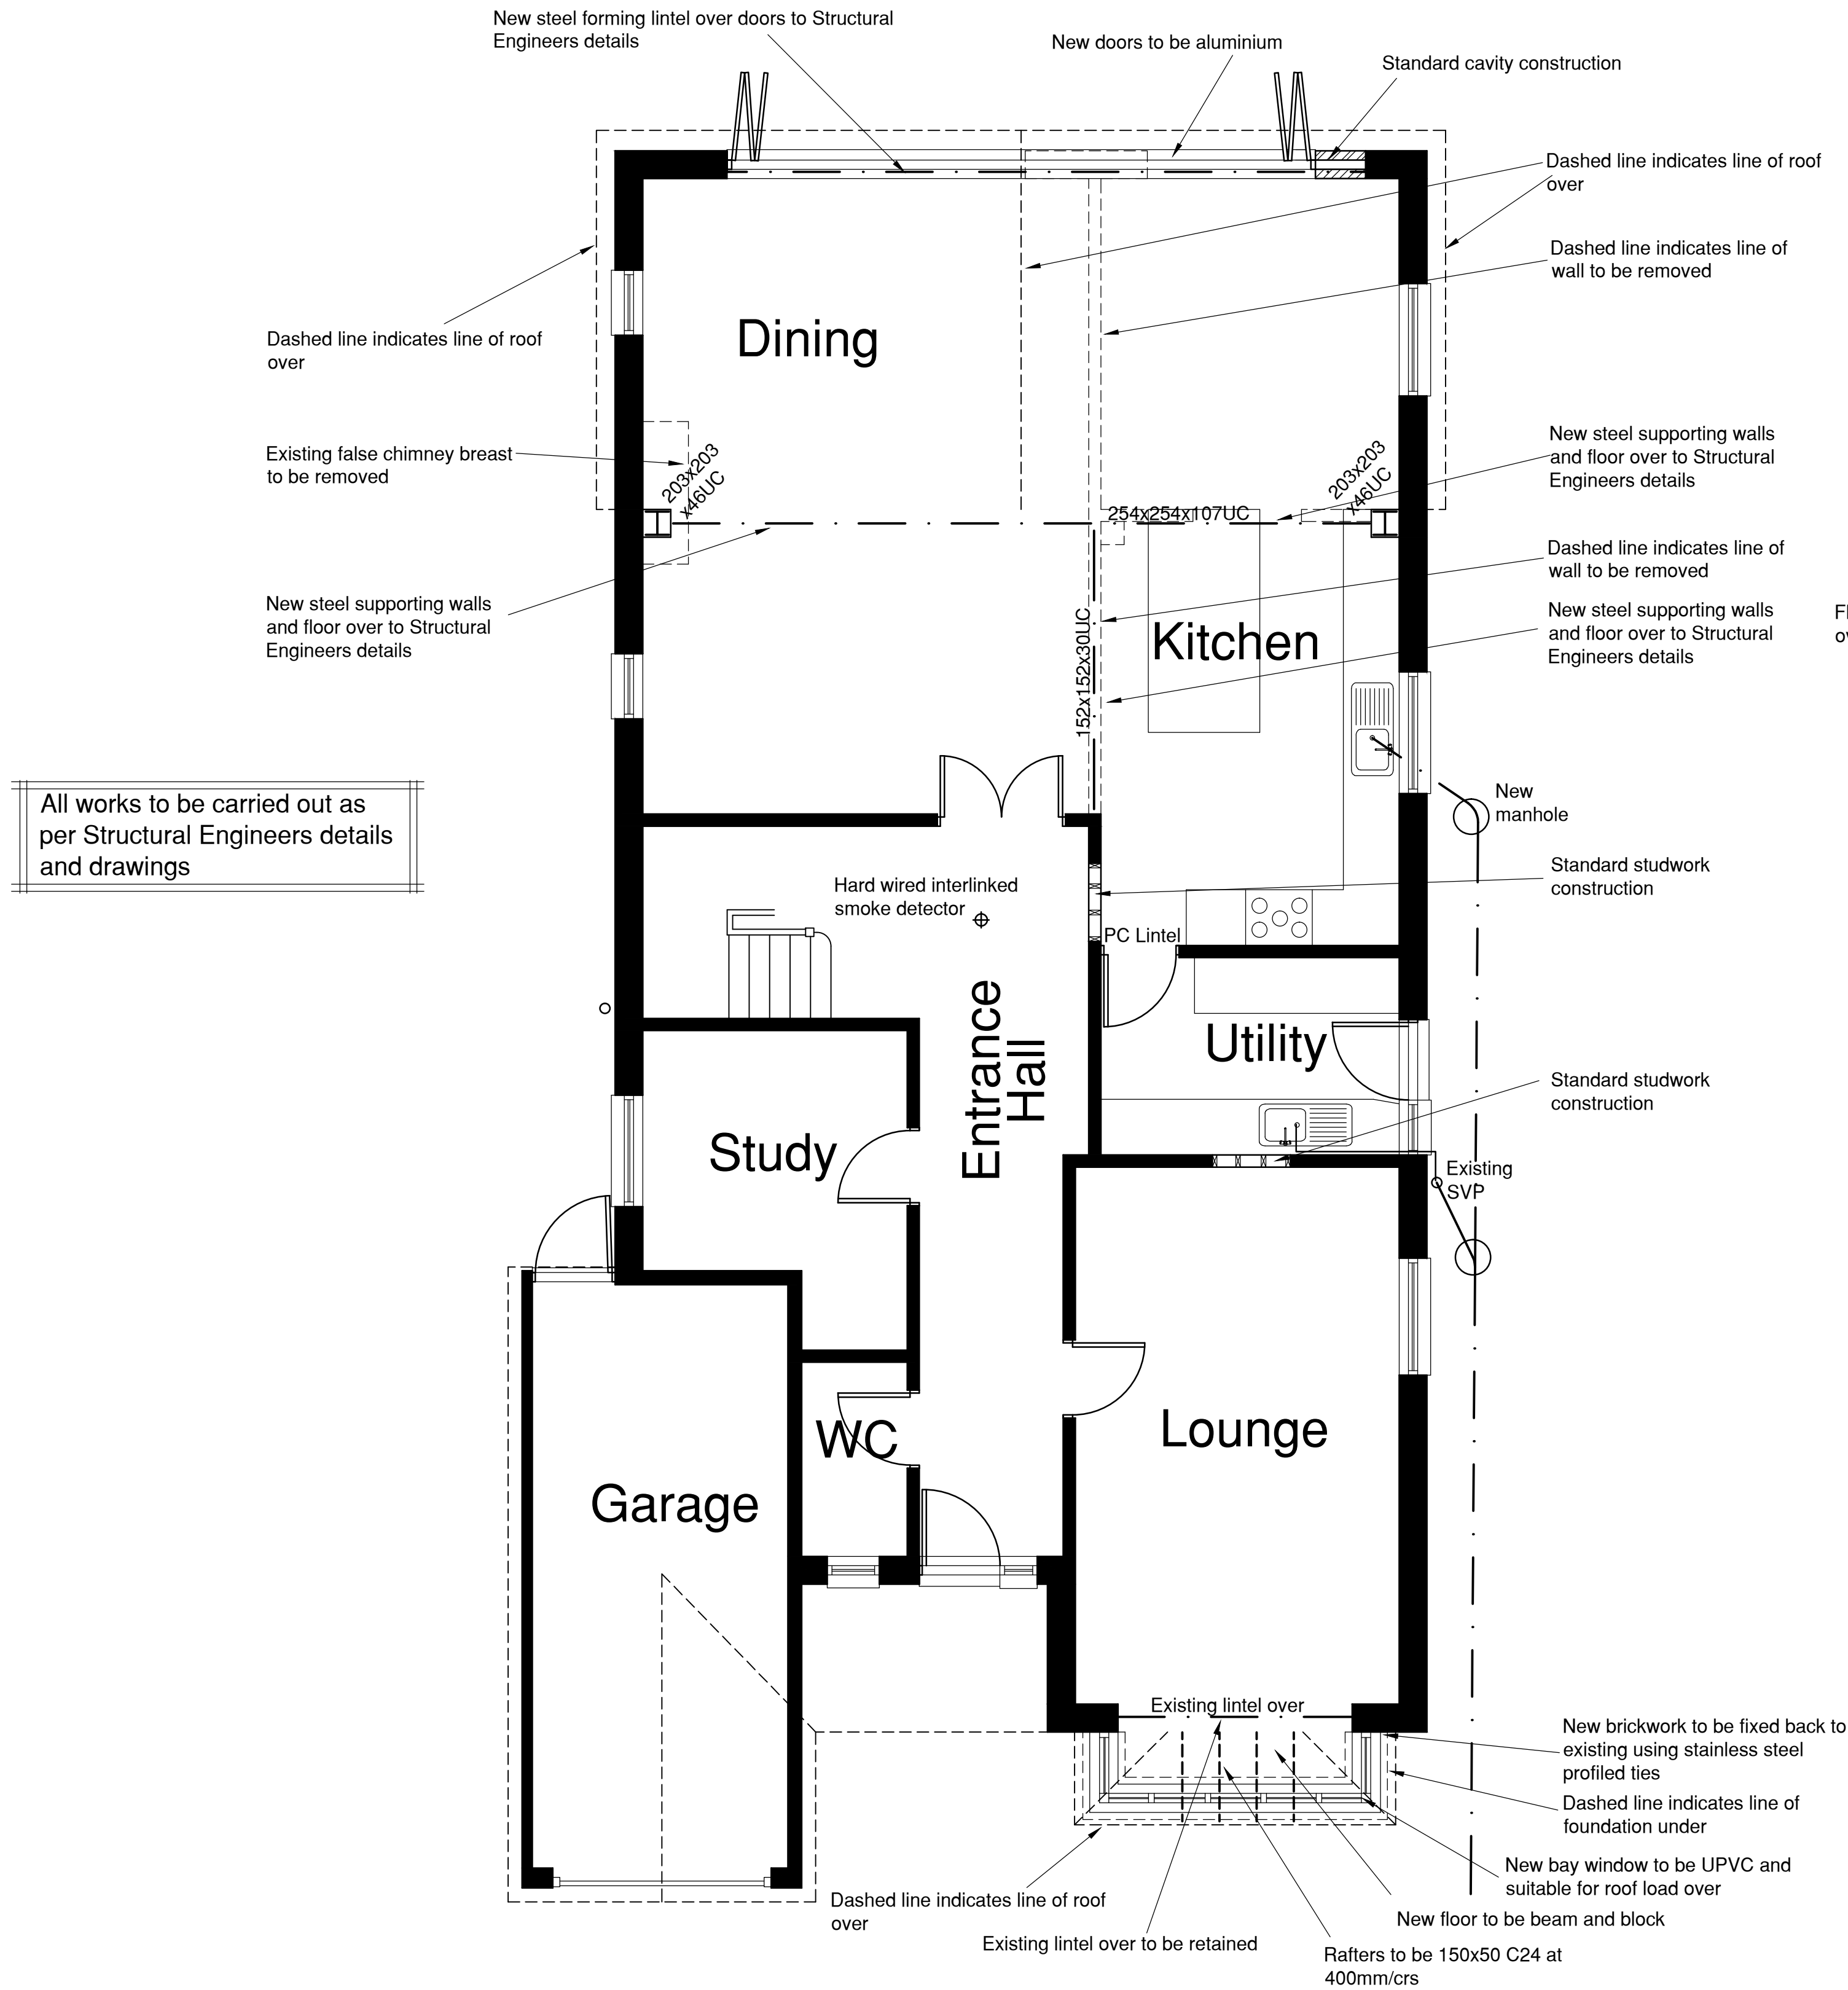 New steel forming lintel over doors to Structural
Engineers details
New doors to be aluminium
Standard cavity construction
Dashed line indicates line of roof
over
Dashed line indicates line of
wall to be removed
Dining
Dashed line indicates line of roof
over
Existing false chimney breast
to be removed
203x203
x46UC
203x203
x46UC
254x254x107UC
New steel supporting walls
and floor over to Structural
Engineers details
Dashed line indicates line of
wall to be removed
New steel supporting walls
and floor over to Structural
Engineers details
New steel supporting walls
and floor over to Structural
Engineers details
152x152x30UC
Kitchen
All works to be carried out as
per Structural Engineers details
and drawings
New
manhole
Standard studwork
construction
Hard wired interlinked
smoke detector
PC Lintel
Entrance
Hall
Utility
Standard studwork
construction
Study
Existing
SVP
Lounge
WC
Garage
Existing lintel over
New brickwork to be fixed back to
existing using stainless steel
profiled ties
Dashed line indicates line of
foundation under
New bay window to be UPVC and
suitable for roof load over
Dashed line indicates line of roof
over
New floor to be beam and block
Existing lintel over to be retained
Rafters to be 150x50 C24 at
400mm/crs